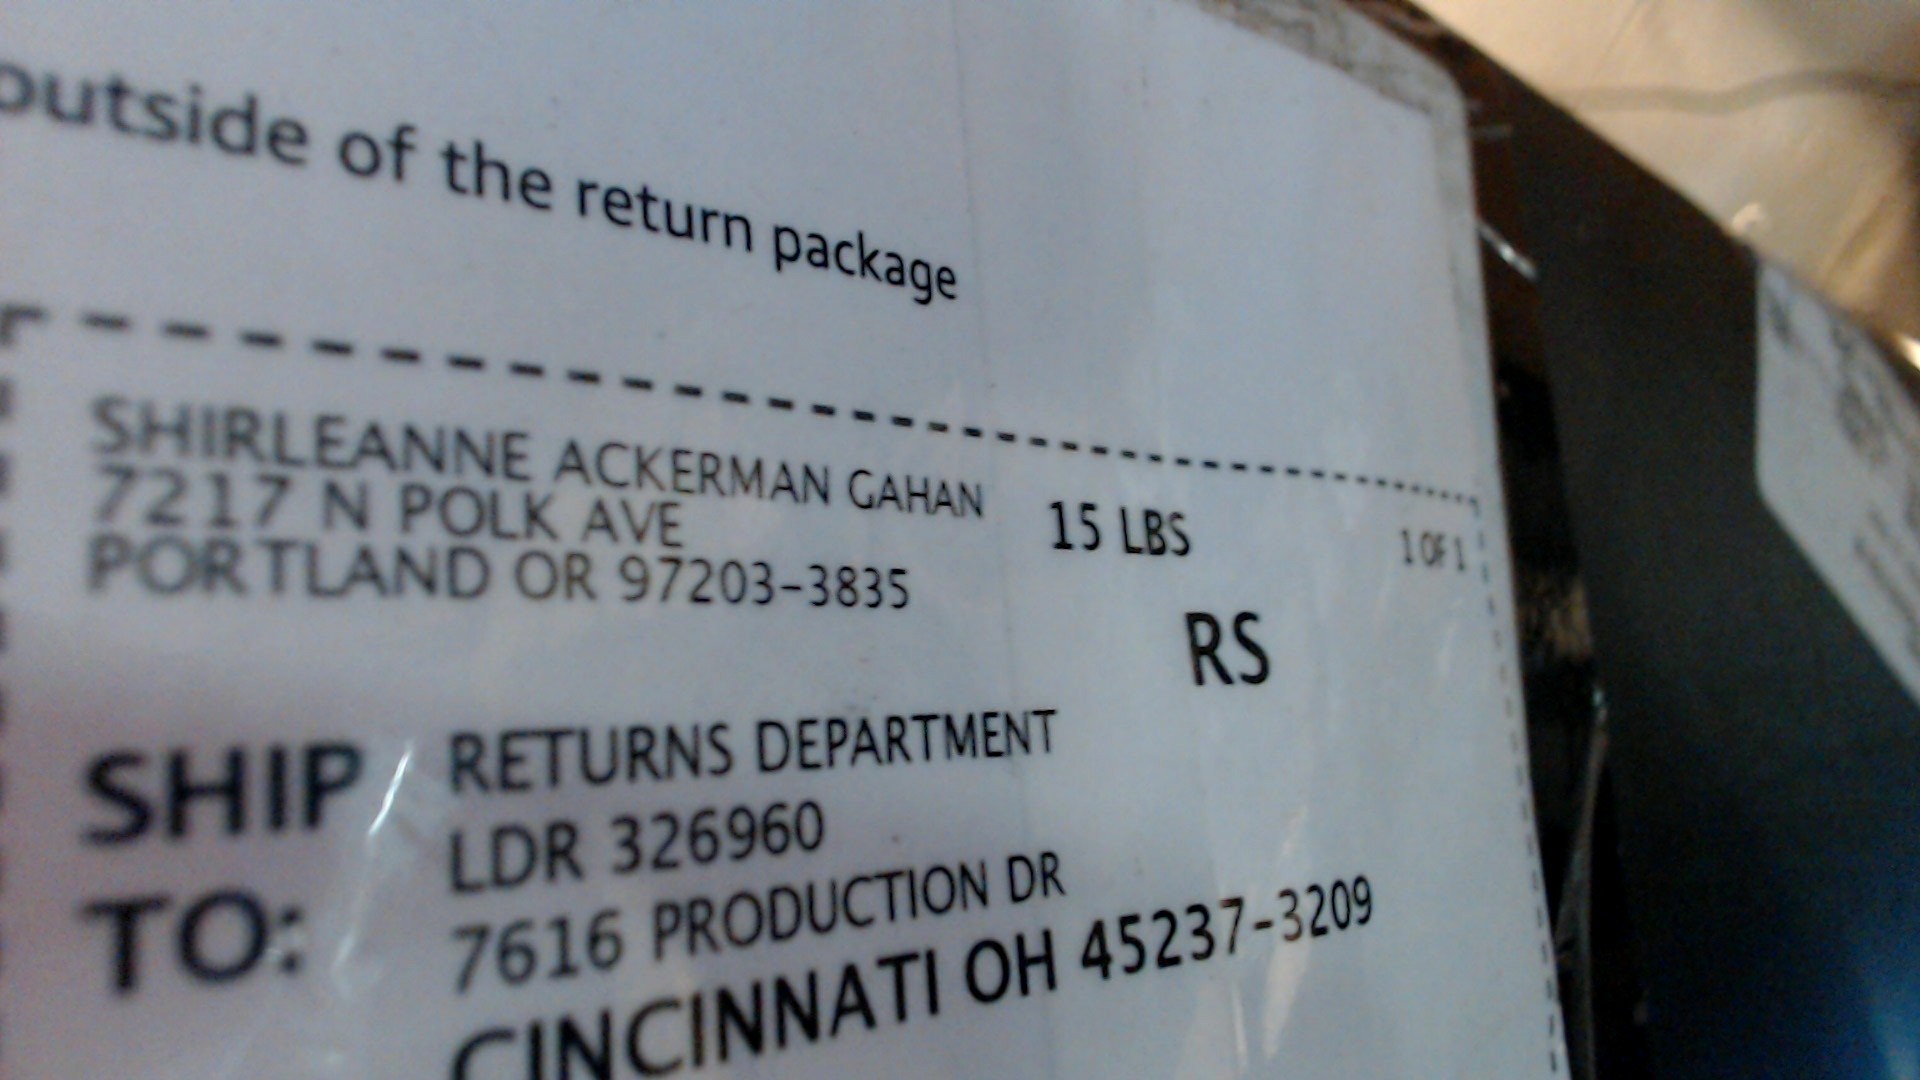 outside of the return package
SHIRLEANNE ACKERMAN GAHAN
7217 N POLK AVE
PORTLAND OR 97203-3835
15 LBS
1 OF 1
RS
SHIP TO:
RETURNS DEPARTMENT
LDR 326960
7616 PRODUCTION DR
CINCINNATI OH 45237-3209